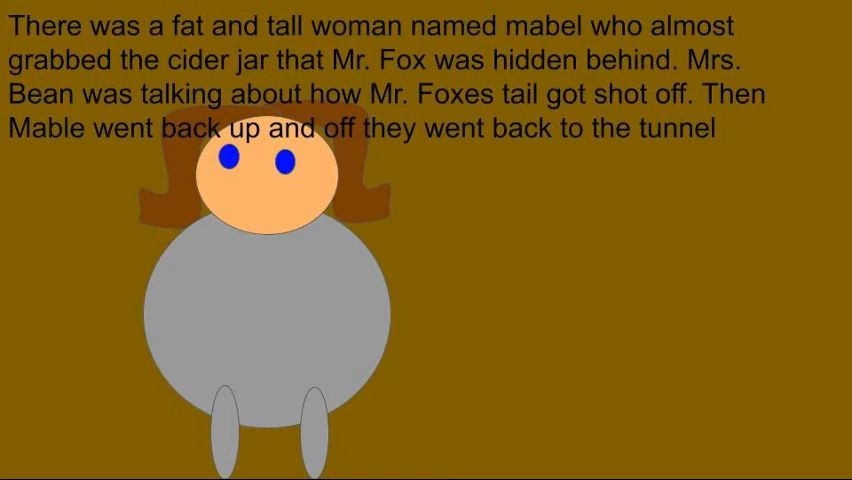 There was a fat and tall woman named mabel who almost
grabbed the cider jar that Mr. Fox was hidden behind. Mrs.
Bean was talking about how Mr. Foxes tail got shot off. Then
Mable went back up and off they went back to the tunnel